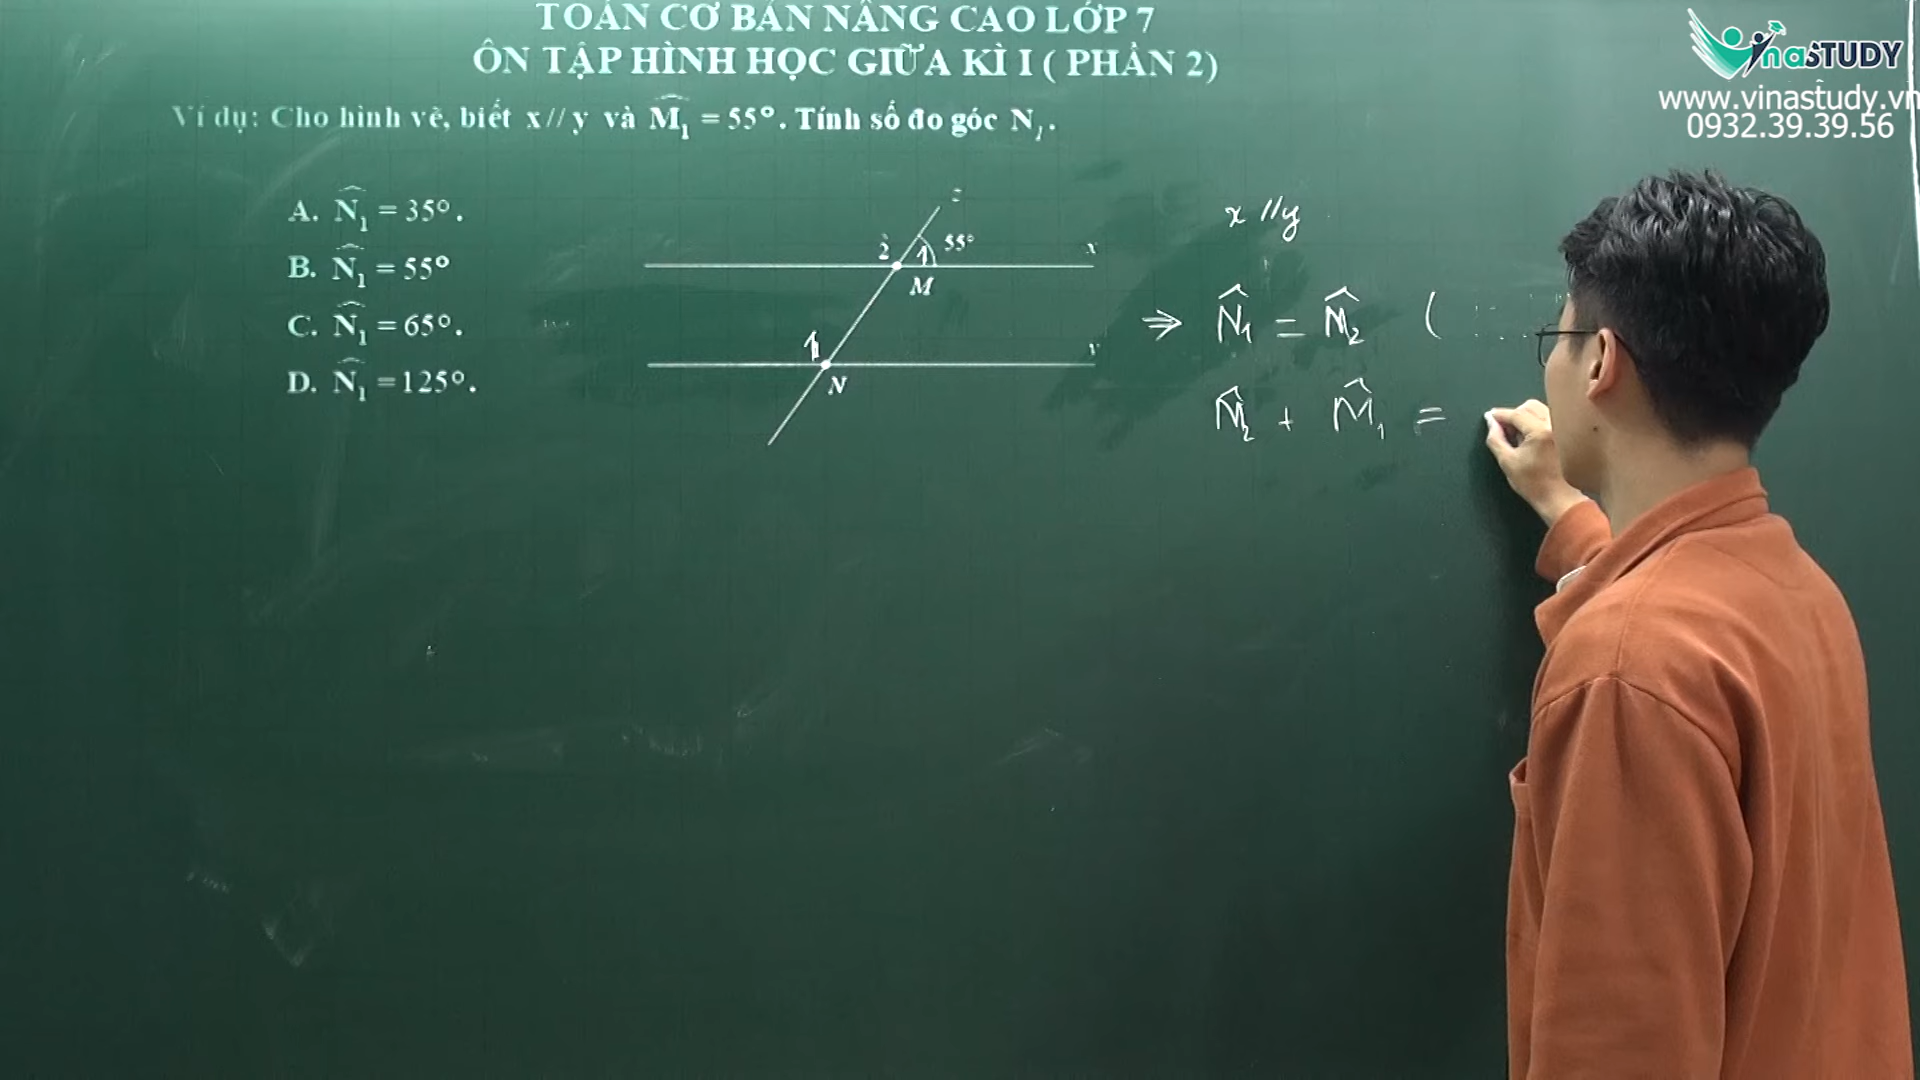 TOÁN CƠ BẢN NÂNG CAO LỚP 7
ÔN TẬP HÌNH HỌC GIỮA KÌ I ( PHẦN 2)
VinaSTUDY
www.vinastudy.vn
0932.39.39.56
Ví dụ: Cho hình vẽ, biết x// y và M̂₁ = 55°. Tính số đo góc N₁.
A. N̂₁ = 35°.
B. N̂₁ = 55°
C. N̂₁ = 65°.
D. N̂₁ = 125°.
z
2 1 55° x
M
1 y
N
x // y
⇒ N̂₁ = M̂₂ (
M̂₂ + M̂₁ =